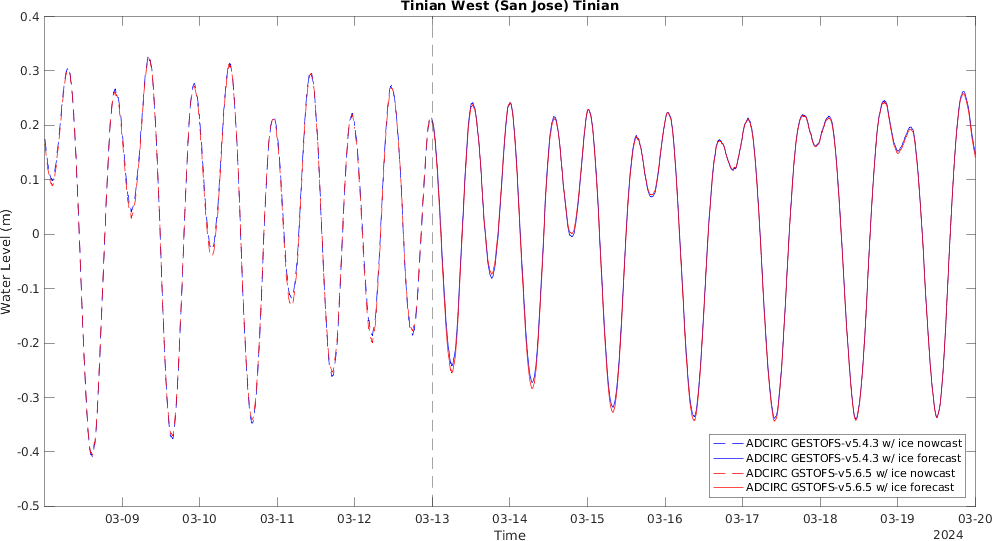 Tinian West (San Jose) Tinian
0.4
0.3
0.2
0.1
0
-0.1
-0.2
-0.3
-0.4
-0.5
Water Level (m)
ADCIRC GESTOFS-v5.4.3 w/ ice nowcast
ADCIRC GESTOFS-v5.4.3 w/ ice forecast
ADCIRC GSTOFS-v5.6.5 w/ ice nowcast
ADCIRC GSTOFS-v5.6.5 w/ ice forecast
03-09 03-10 03-11 03-12 03-13 03-14 03-15 03-16 03-17 03-18 03-19 03-20
Time
2024